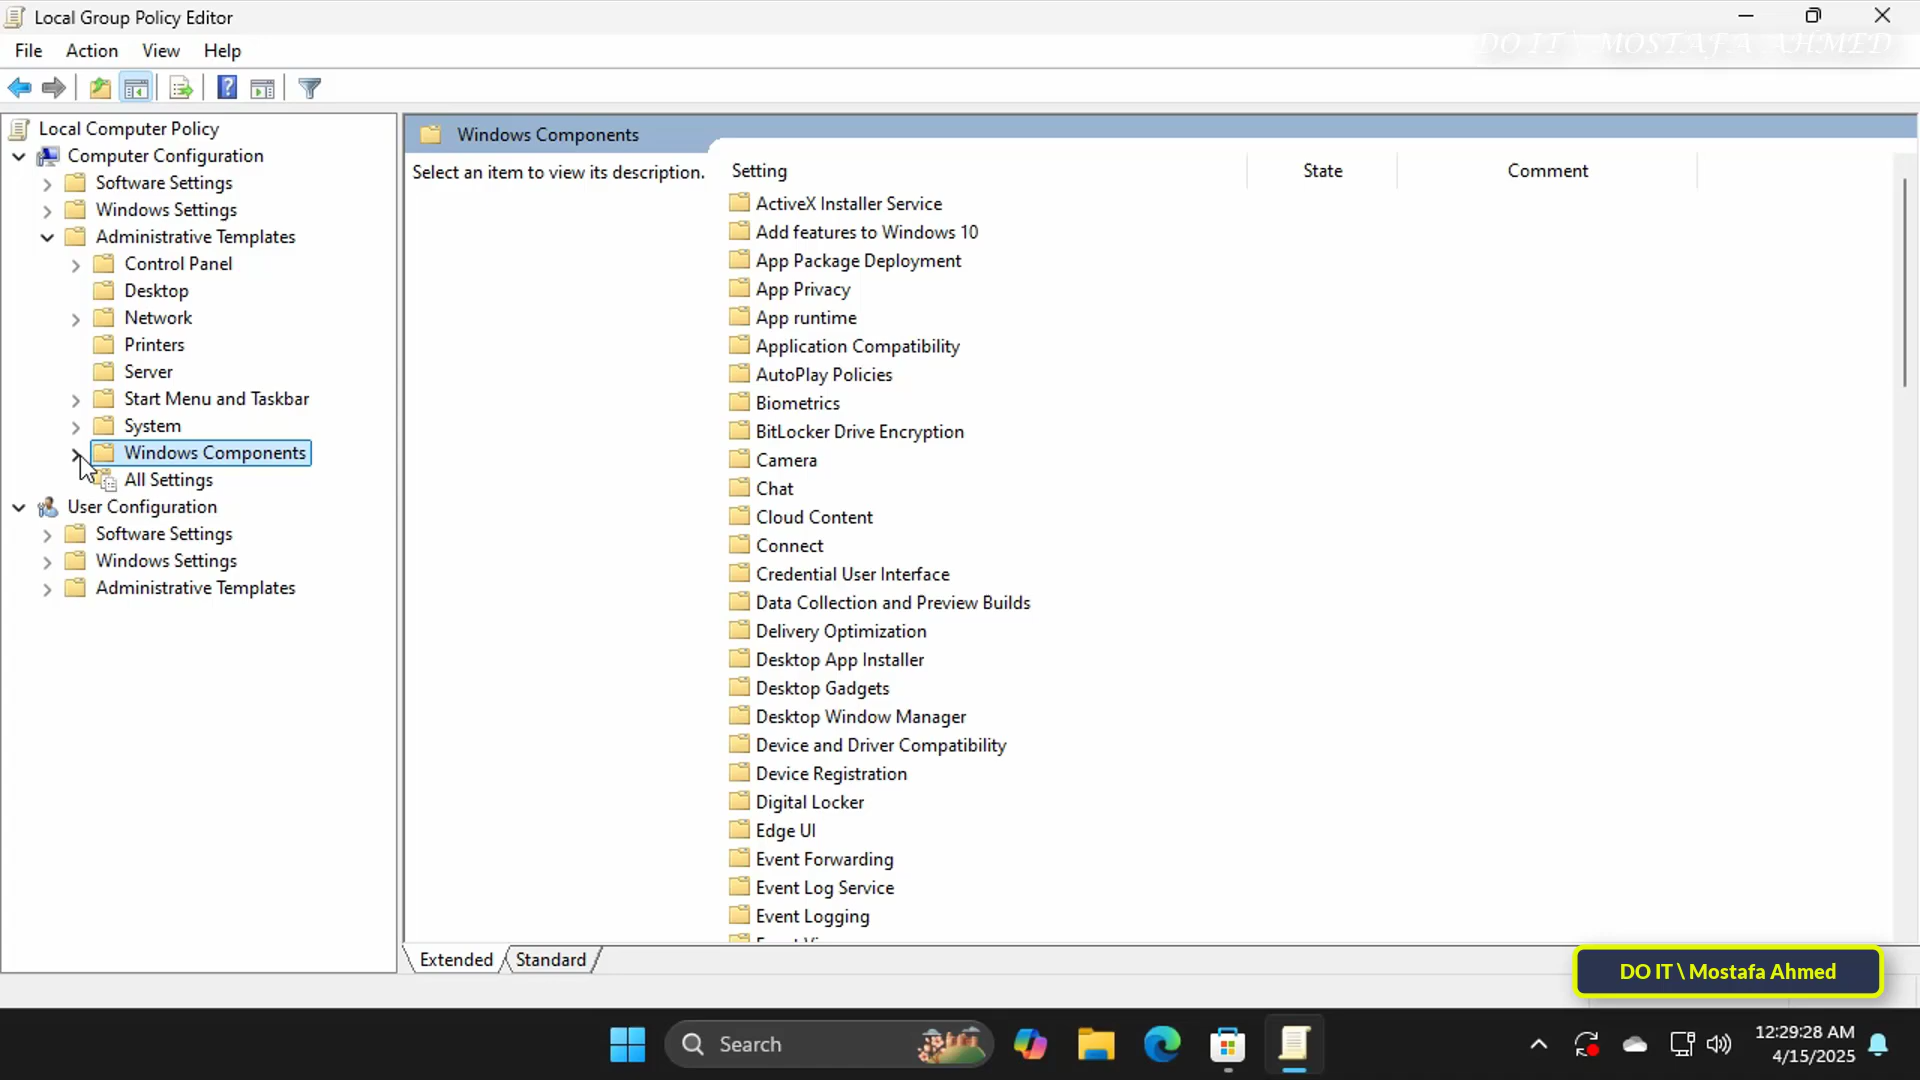 Local Group Policy Editor
File Action View Help
DO IT \ MOSTAFA AHMED
Local Computer Policy
Computer Configuration
Software Settings
Windows Settings
Administrative Templates
Control Panel
Desktop
Network
Printers
Server
Start Menu and Taskbar
System
Windows Components
All Settings
User Configuration
Software Settings
Windows Settings
Administrative Templates
Windows Components
Select an item to view its description.
Setting State Comment
ActiveX Installer Service
Add features to Windows 10
App Package Deployment
App Privacy
App runtime
Application Compatibility
AutoPlay Policies
Biometrics
BitLocker Drive Encryption
Camera
Chat
Cloud Content
Connect
Credential User Interface
Data Collection and Preview Builds
Delivery Optimization
Desktop App Installer
Desktop Gadgets
Desktop Window Manager
Device and Driver Compatibility
Device Registration
Digital Locker
Edge UI
Event Forwarding
Event Log Service
Event Logging
Extended Standard
DO IT \ Mostafa Ahmed
Search
12:29:28 AM
4/15/2025